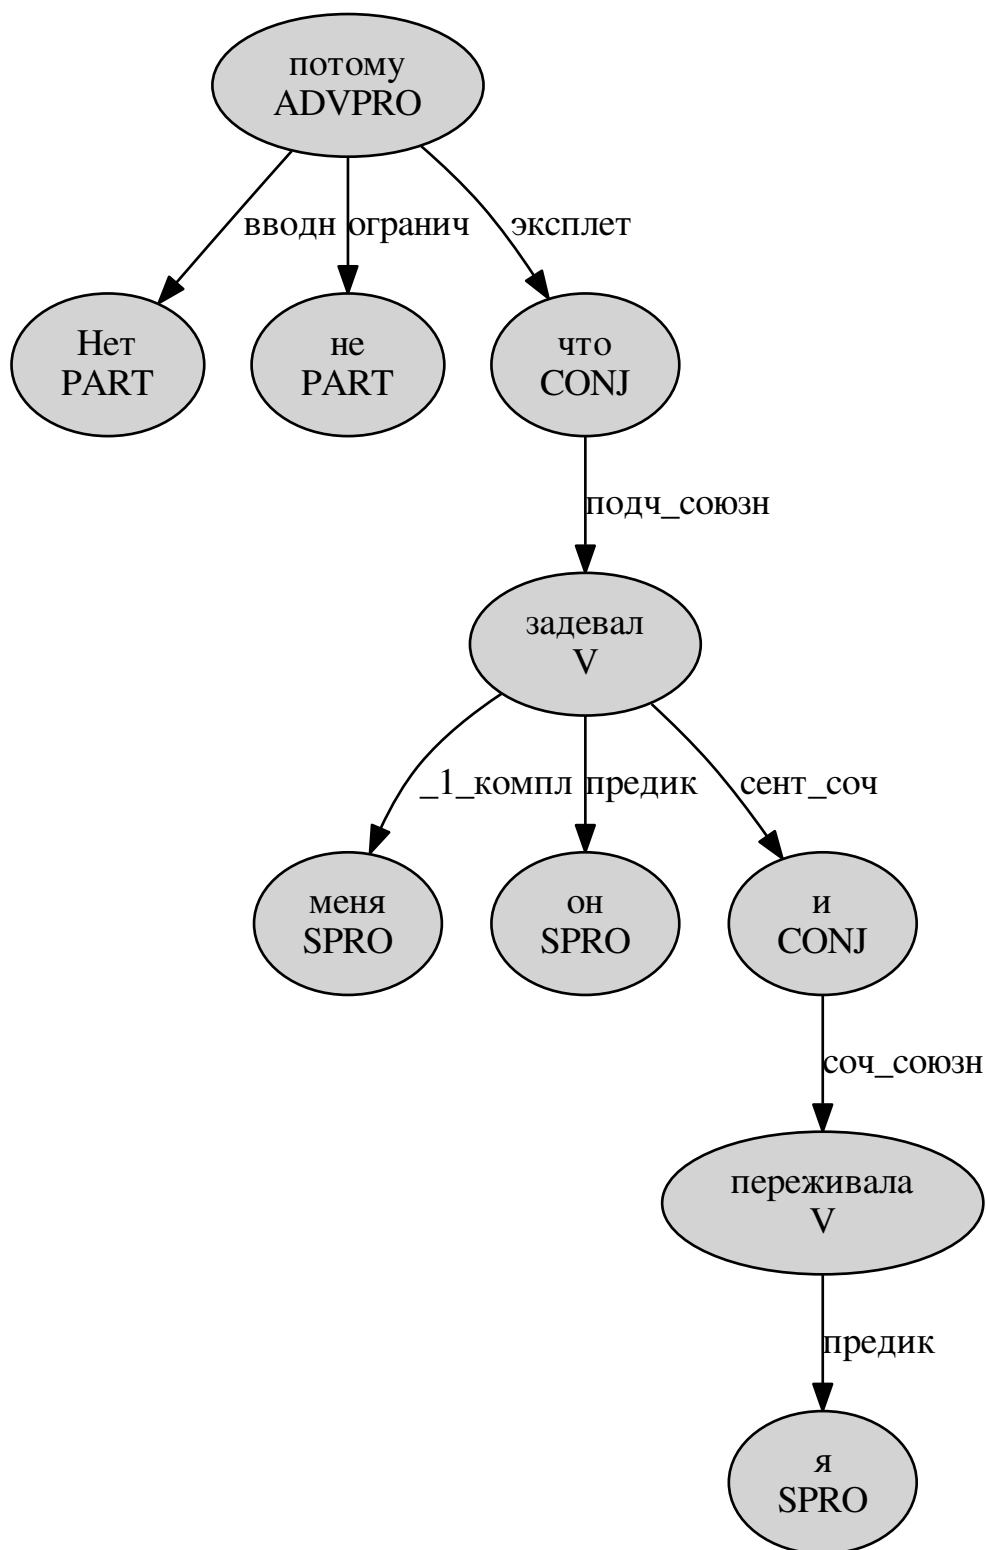 потому
ADVPRO
вводн
огранич
эксплет
Нет
PART
не
PART
что
CONJ
подч_союзн
задевал
V
_1_компл
предик
сент_соч
меня
SPRO
он
SPRO
и
CONJ
соч_союзн
переживала
V
предик
я
SPRO